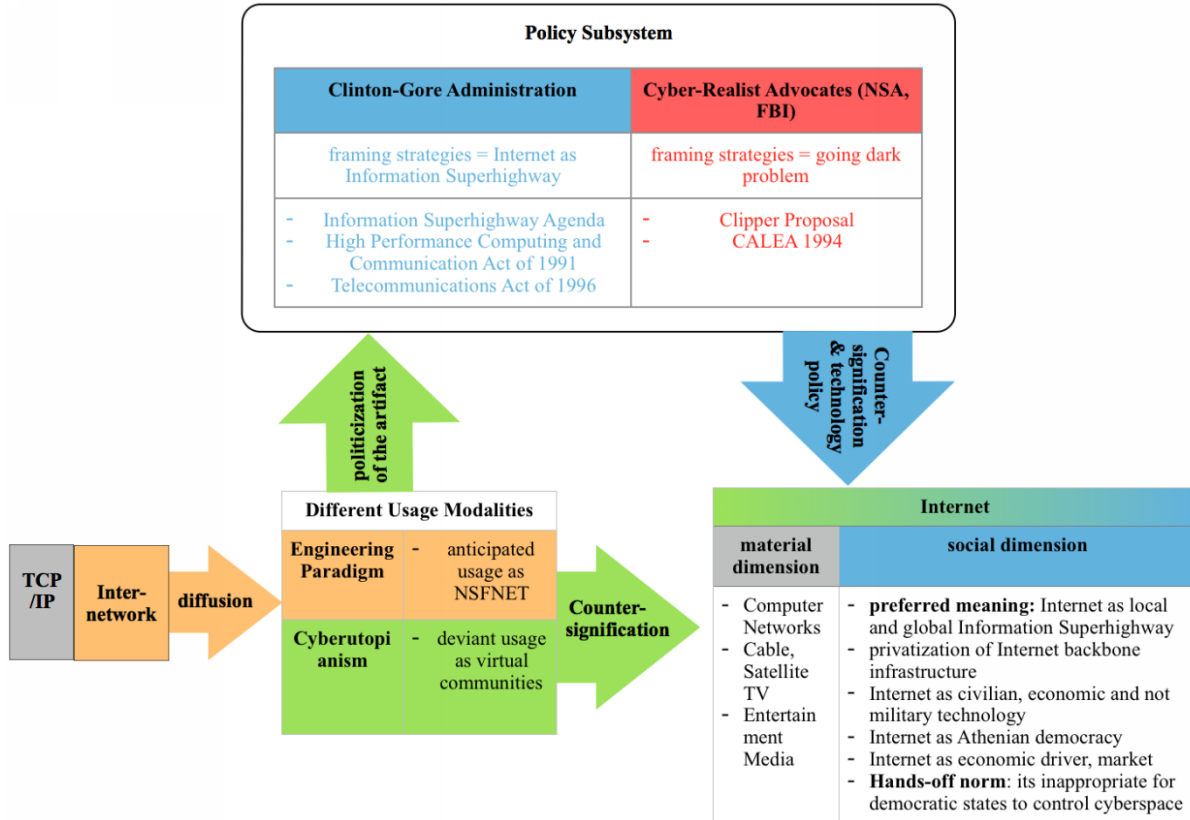 Policy Subsystem
Clinton-Gore Administration
Cyber-Realist Advocates (NSA,
FBI)
framing strategies = Internet as
Information Superhighway
framing strategies = going dark
problem
- Information Superhighway Agenda
- High Performance Computing and
Communication Act of 1991
- Telecommunications Act of 1996
- Clipper Proposal
- CALEA 1994
politicization
of the artifact
Counter-
signification
& technology
policy
TCP
/IP
Inter-
network
diffusion
Different Usage Modalities
Engineering
Paradigm
- anticipated
usage as
NSFNET
Cyberutopi
anism
- deviant usage
as virtual
communities
Counter-
signification
Internet
material
dimension
social dimension
- Computer
Networks
- Cable,
Satellite
TV
- Entertain
ment
Media
- preferred meaning: Internet as local
and global Information Superhighway
- privatization of Internet backbone
infrastructure
- Internet as civilian, economic and not
military technology
- Internet as Athenian democracy
- Internet as economic driver, market
- Hands-off norm: its inappropriate for
democratic states to control cyberspace